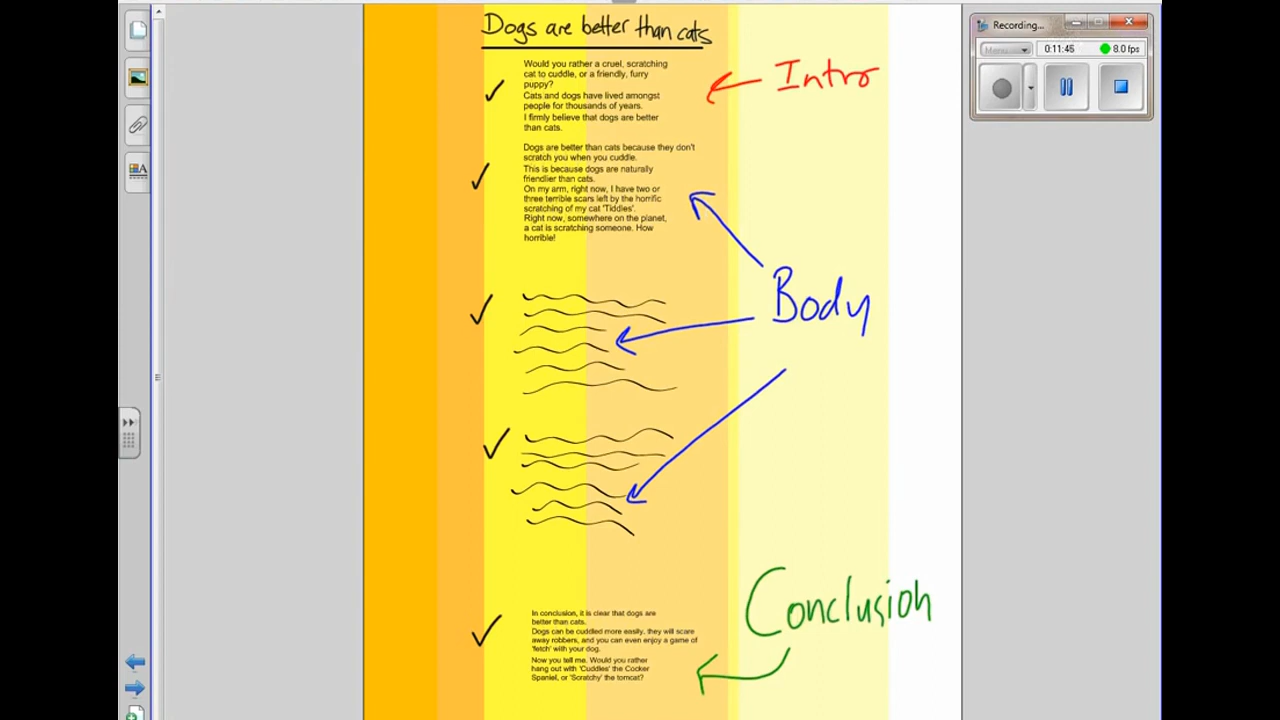 Dogs are better than cats
Would you rather a cruel, scratching
cat to cuddle, or a friendly, furry
puppy?
Cats and dogs have lived amongst
people for thousands of years.
I firmly believe that dogs are better
than cats.
Intro
Dogs are better than cats because they don't
scratch you when you cuddle.
This is because dogs are naturally
friendlier than cats.
On my arm, right now, I have two or
three terrible scars left by the horrific
scratching of my cat 'Tiddles'.
Right now, somewhere on the planet,
a cat is scratching someone. How
horrible!
Body
In conclusion, it is clear that dogs are
better than cats.
Dogs can be cuddled more easily, they will scare
away robbers, and you can even enjoy a game of
'fetch' with your dog.
Now you tell me. Would you rather
hang out with 'Cuddles' the Cocker
Spaniel, or 'Scratchy' the tomcat?
Conclusion
Recording...
Menu
0:11:46
8.0 fps